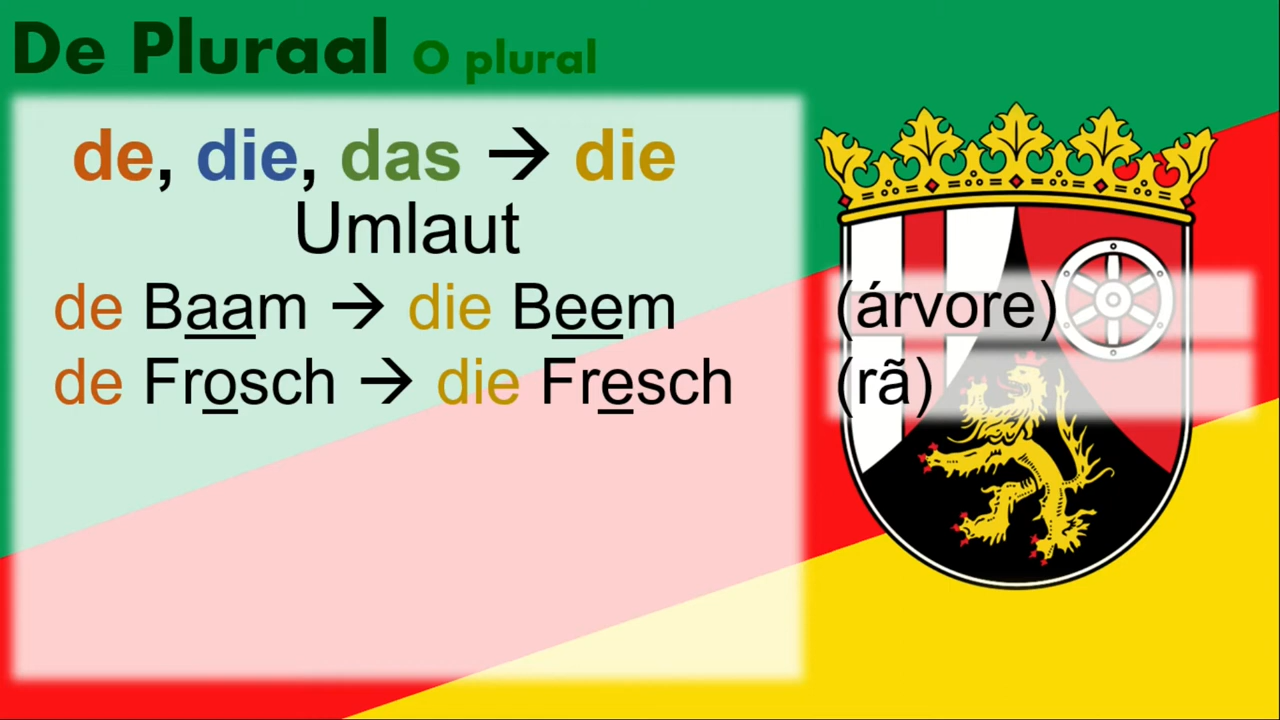 De Pluraal O plural
de, die, das → die
Umlaut
de Baam → die Beem (árvore)
de Frosch → die Fresch (rã)